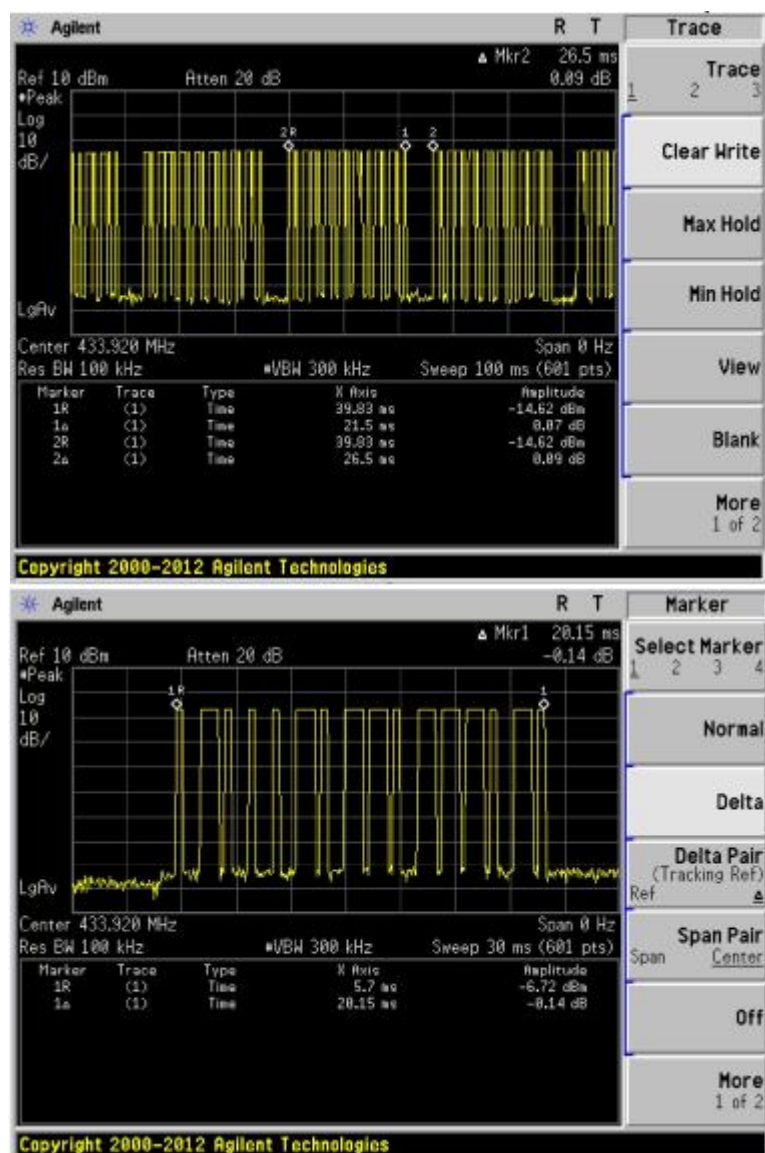 Agilent R T Trace
▵ Mkr2 26.5 ms
Ref 10 dBm Atten 20 dB 0.09 dB
Trace
1 2 3
#Peak
Log
10
dB/
2R 1 2
Clear Write
Max Hold
Min Hold
LgAv
Center 433.920 MHz Span 0 Hz
Res BW 100 kHz #VBW 300 kHz Sweep 100 ms (601 pts)
View
Marker Trace Type X Axis Amplitude
1R (1) Time 39.83 ms -14.62 dBm
1▵ (1) Time 21.5 ms 0.07 dB
2R (1) Time 39.83 ms -14.62 dBm
2▵ (1) Time 26.5 ms 0.09 dB
Blank
More
1 of 2
Copyright 2000-2012 Agilent Technologies
Agilent R T Marker
▵ Mkr1 20.15 ms
Ref 10 dBm Atten 20 dB -0.14 dB
Select Marker
1 2 3 4
#Peak
Log
10
dB/
1R 1
Normal
Delta
Delta Pair
(Tracking Ref)
Ref ▵
LgAv
Center 433.920 MHz Span 0 Hz
Res BW 100 kHz #VBW 300 kHz Sweep 30 ms (601 pts)
Span Pair
Span Center
Marker Trace Type X Axis Amplitude
1R (1) Time 5.7 ms -6.72 dBm
1▵ (1) Time 20.15 ms -0.14 dB
Off
More
1 of 2
Copyright 2000-2012 Agilent Technologies